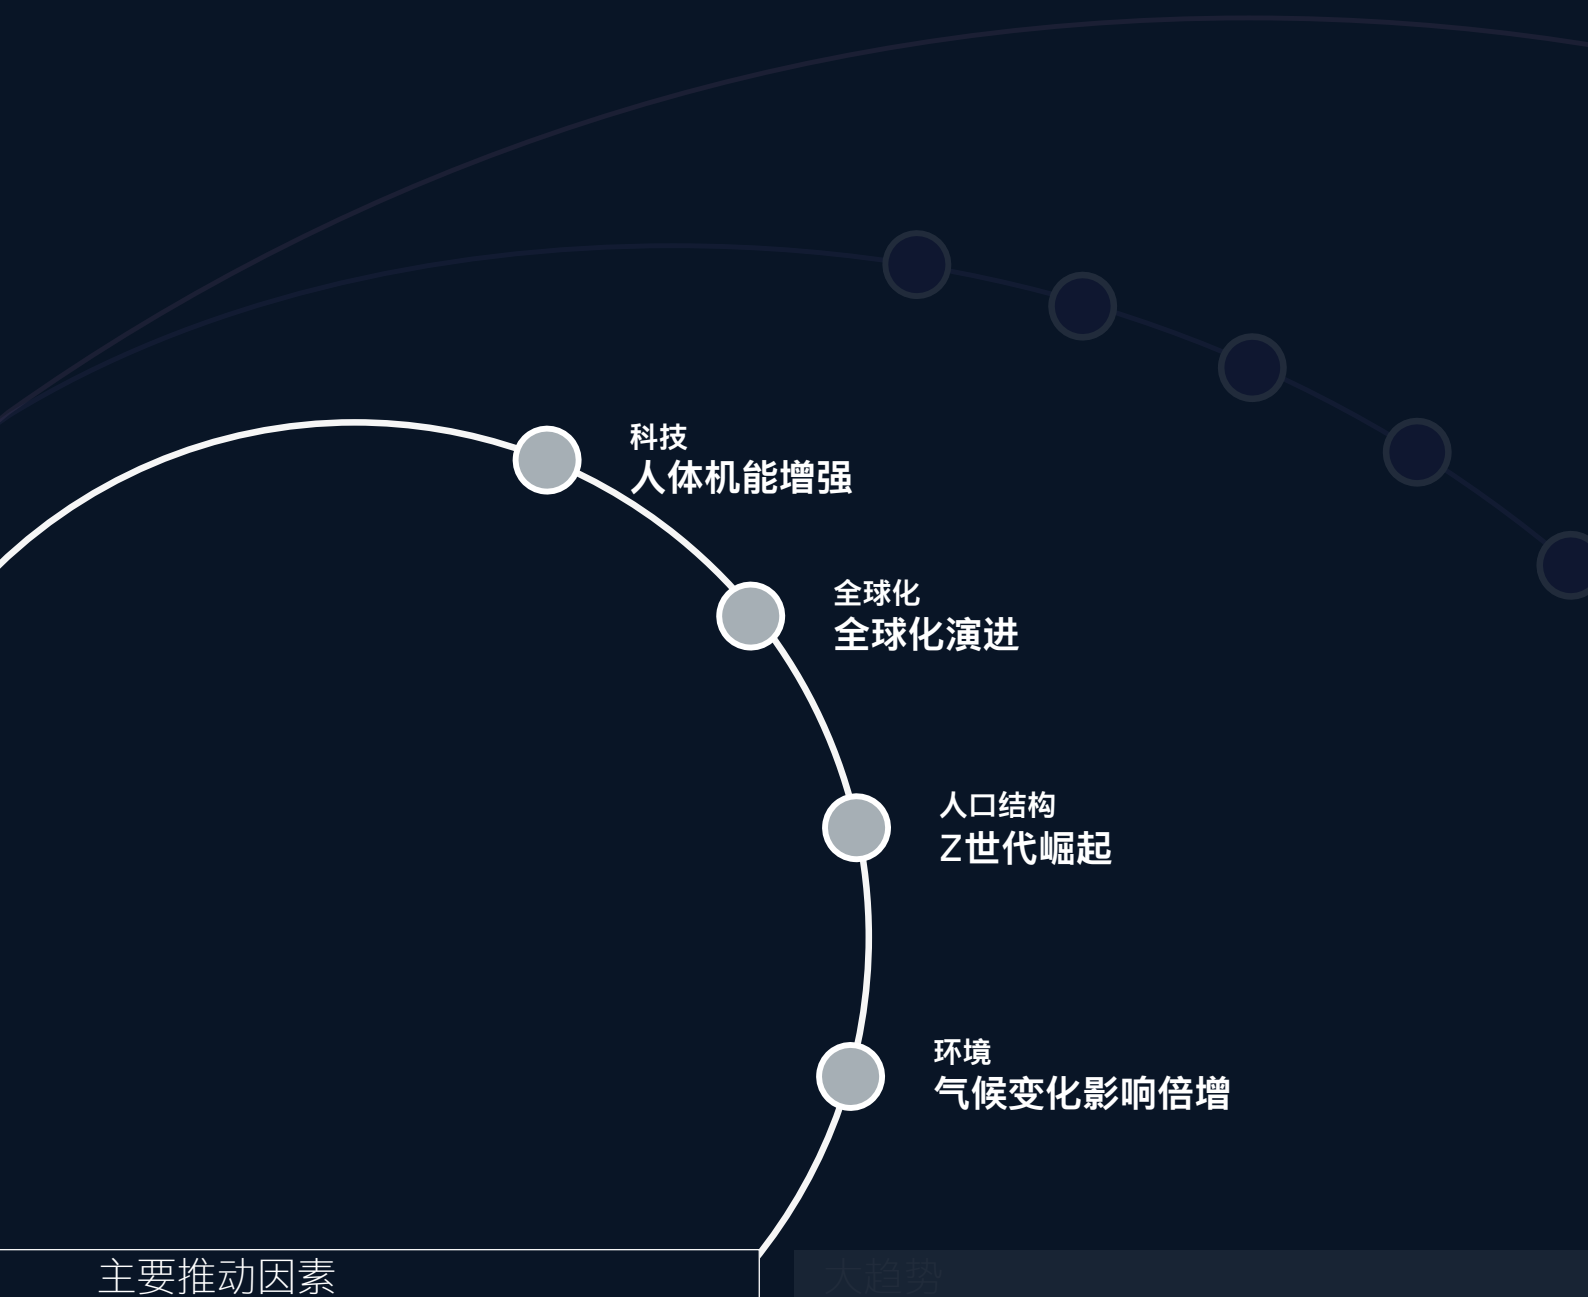 科技
人体机能增强
全球化
全球化演进
人口结构
Z世代崛起
环境
气候变化影响倍增
主要推动因素
大趋势